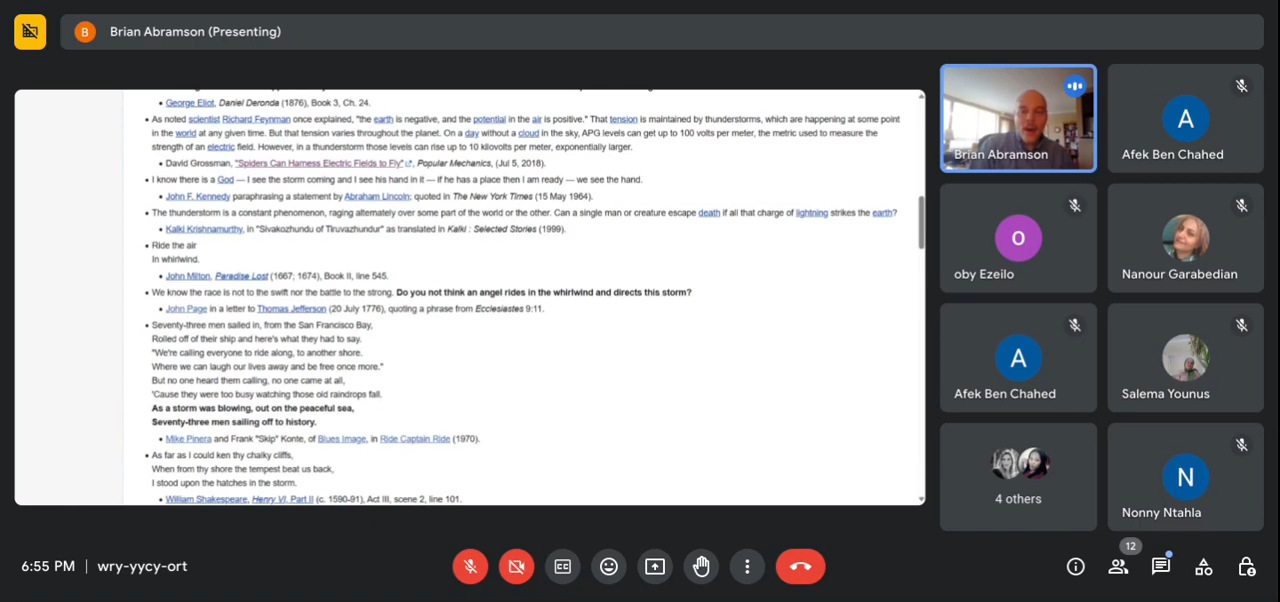 B Brian Abramson (Presenting)
• George Eliot, Daniel Deronda (1876), Book 3, Ch. 24.
• As noted scientist Richard Feynman once explained, "the earth is negative, and the potential in the air is positive." That tension is maintained by thunderstorms, which are happening at some point
in the world at any given time. But that tension varies throughout the planet. On a day without a cloud in the sky, APG levels can get up to 100 volts per meter, the metric used to measure the
strength of an electric field. However, in a thunderstorm those levels can rise up to 10 kilovolts per meter, exponentially larger.
• David Grossman, "Spiders Can Harness Electric Fields to Fly", Popular Mechanics, (Jul 5, 2018).
• I know there is a God — I see the storm coming and I see his hand in it — if he has a place then I am ready — we see the hand.
• John F. Kennedy paraphrasing a statement by Abraham Lincoln; quoted in The New York Times (15 May 1964).
• The thunderstorm is a constant phenomenon, raging alternately over some part of the world or the other. Can a single man or creature escape death if all that charge of lightning strikes the earth?
• Kalki Krishnamurthy, in "Sivakozhundu of Tiruvazhundur" as translated in Kalki : Selected Stories (1999).
• Ride the air
In whirlwind.
• John Milton, Paradise Lost (1667; 1674), Book II, line 545.
• We know the race is not to the swift nor the battle to the strong. Do you not think an angel rides in the whirlwind and directs this storm?
• John Page in a letter to Thomas Jefferson (20 July 1776), quoting a phrase from Ecclesiastes 9:11.
• Seventy-three men sailed in, from the San Francisco Bay,
Rolled off of their ship and here's what they had to say.
"We're calling everyone to ride along, to another shore.
Where we can laugh our lives away and be free once more."
But no one heard them calling, no one came at all,
'Cause they were too busy watching those old raindrops fall.
As a storm was blowing, out on the peaceful sea,
Seventy-three men sailing off to history.
• Mike Pinera and Frank "Skip" Konte, of Blues Image, in Ride Captain Ride (1970).
• As far as I could ken thy chalky cliffs,
When from thy shore the tempest beat us back,
I stood upon the hatches in the storm.
• William Shakespeare, Henry VI, Part II (c. 1590-91), Act III, scene 2, line 101.
Brian Abramson
A
Afek Ben Chahed
O
oby Ezeilo
Nanour Garabedian
A
Afek Ben Chahed
Salema Younus
4 others
N
Nonny Ntahla
6:55 PM | wry-yycy-ort
CC
12